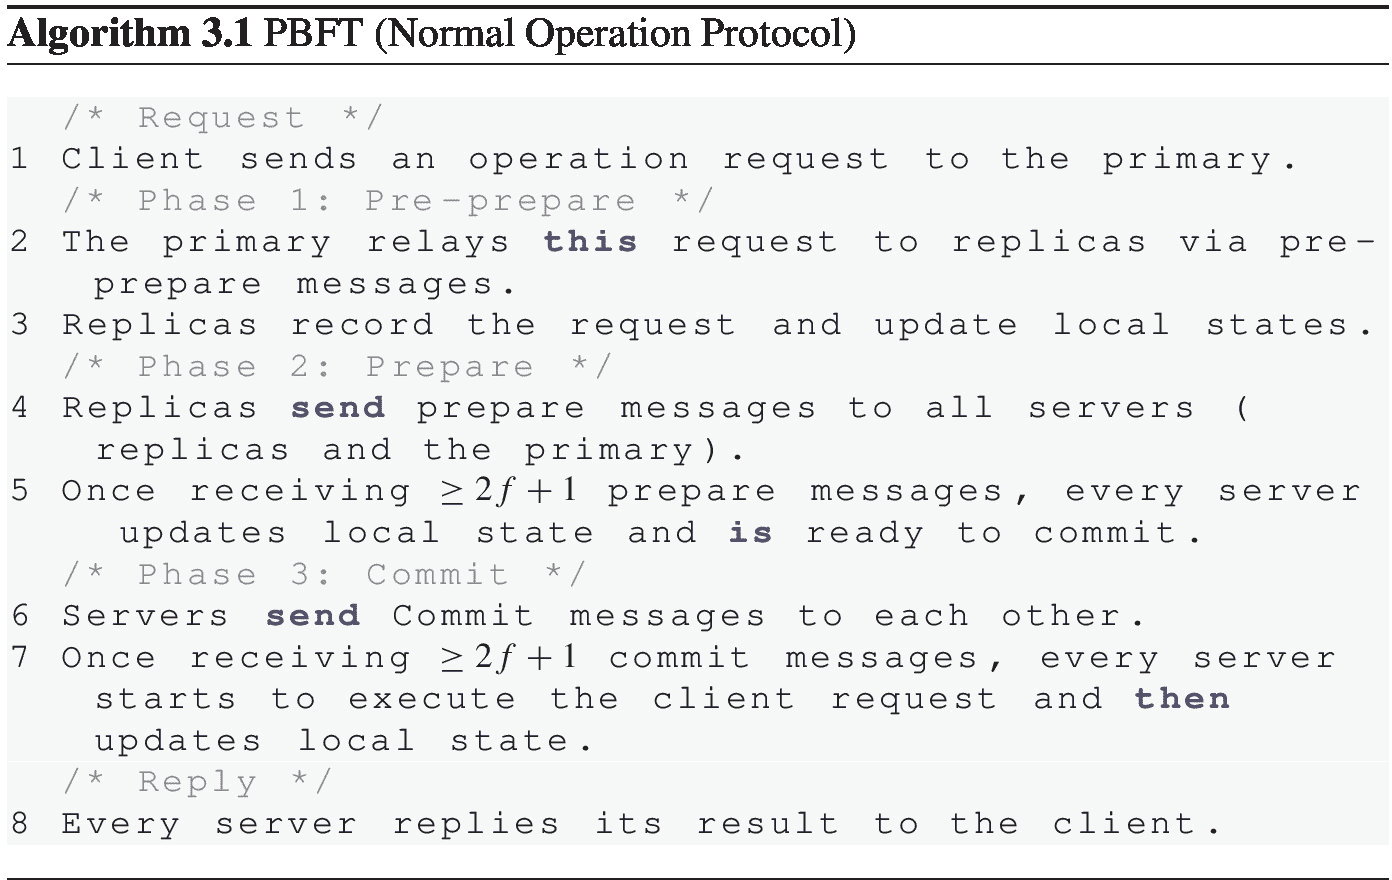 Algorithm 3.1 PBFT (Normal Operation Protocol)
/* Request */
1 Client sends an operation request to the primary.
/* Phase 1: Pre-prepare */
2 The primary relays this request to replicas via pre-
prepare messages.
3 Replicas record the request and update local states.
/* Phase 2: Prepare */
4 Replicas send prepare messages to all servers (
replicas and the primary).
5 Once receiving ≥ 2f + 1 prepare messages, every server
updates local state and is ready to commit.
/* Phase 3: Commit */
6 Servers send Commit messages to each other.
7 Once receiving ≥ 2f + 1 commit messages, every server
starts to execute the client request and then
updates local state.
/* Reply */
8 Every server replies its result to the client.